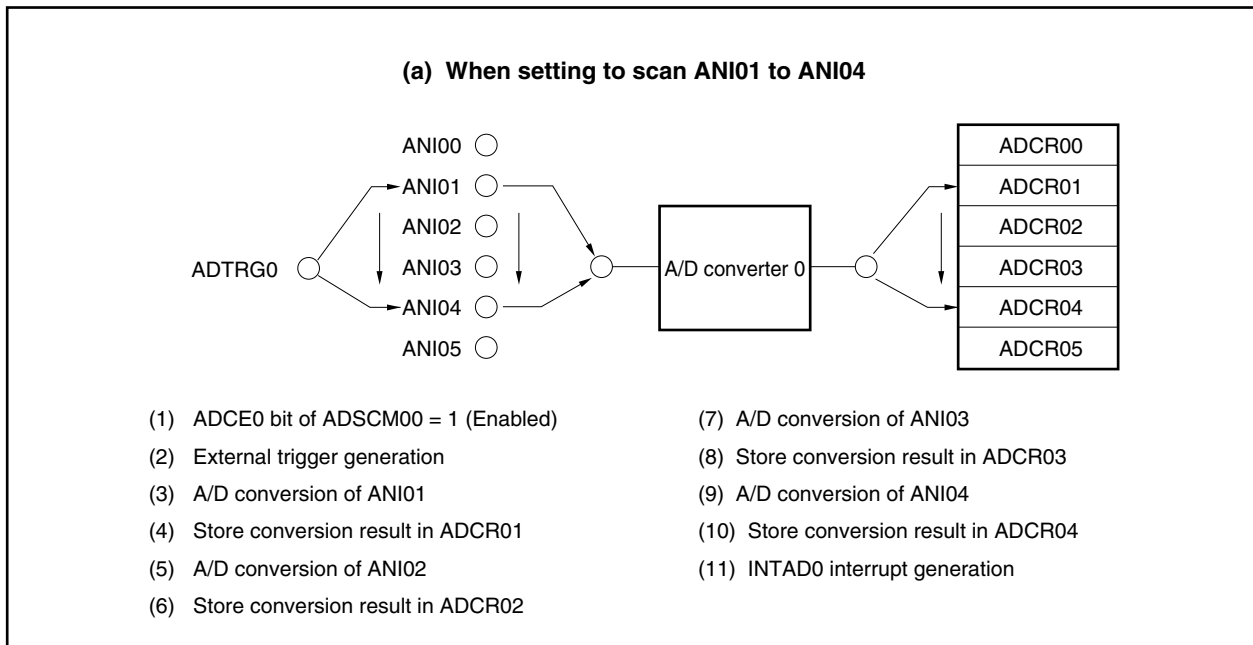 (a) When setting to scan ANI01 to ANI04
ADTRG0
ANI00
ANI01
ANI02
ANI03
ANI04
ANI05
A/D converter 0
ADCR00
ADCR01
ADCR02
ADCR03
ADCR04
ADCR05
(1) ADCE0 bit of ADSCM00 = 1 (Enabled)
(2) External trigger generation
(3) A/D conversion of ANI01
(4) Store conversion result in ADCR01
(5) A/D conversion of ANI02
(6) Store conversion result in ADCR02
(7) A/D conversion of ANI03
(8) Store conversion result in ADCR03
(9) A/D conversion of ANI04
(10) Store conversion result in ADCR04
(11) INTAD0 interrupt generation